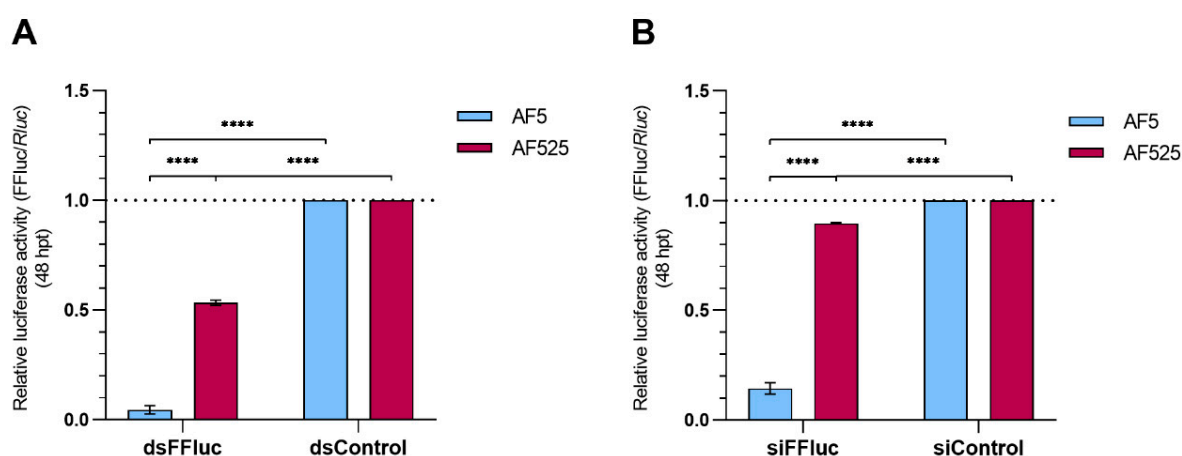 A
Relative luciferase activity (FFluc/Rluc)
(48 hpt)
1.5
1.0
0.5
0.0
****
****
****
dsFFluc
dsControl
AF5
AF525
B
Relative luciferase activity (FFluc/Rluc)
(48 hpt)
1.5
1.0
0.5
0.0
****
****
****
siFFluc
siControl
AF5
AF525